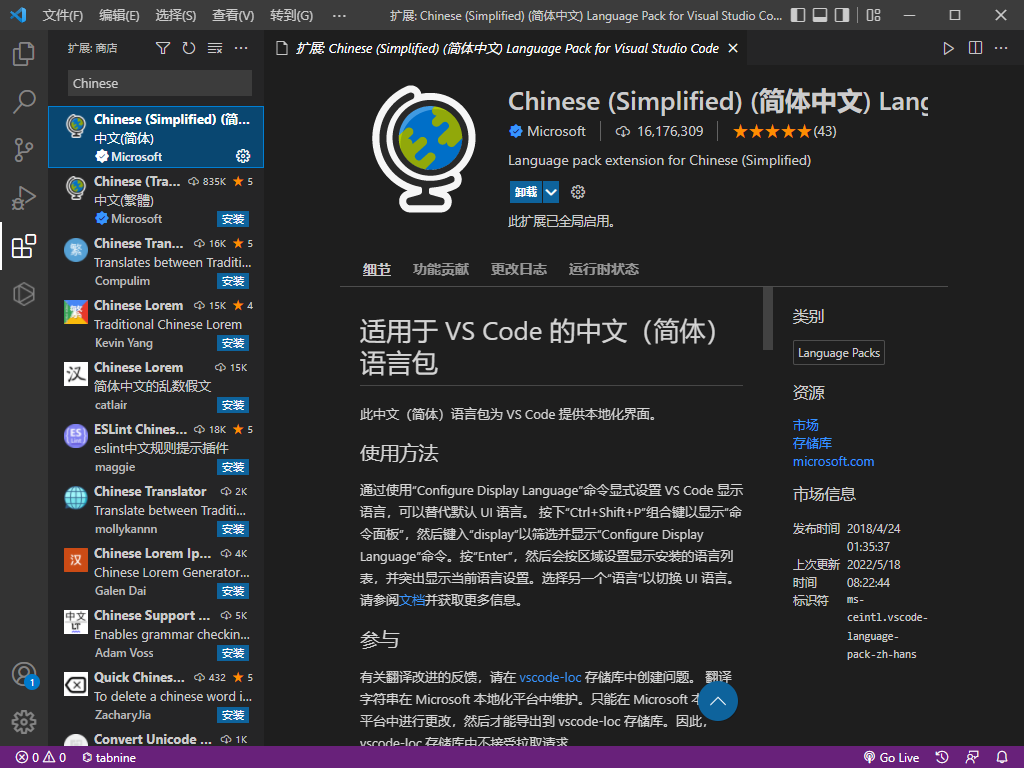 文件(F) 编辑(E) 选择(S) 查看(V) 转到(G) ··· 扩展: Chinese (Simplified) (简体中文) Language Pack for Visual Studio Co...
扩展: 商店
扩展: Chinese (Simplified) (简体中文) Language Pack for Visual Studio Code
Chinese
Chinese (Simplified) (简...
中文(简体)
Microsoft
Chinese (Tra... 835K 5
中文(繁體)
Microsoft 安装
繁
Chinese Tran... 16K 5
Translates between Traditi...
Compulim 安装
繁
Chinese Lorem 15K 4
Traditional Chinese Lorem
Kevin Yang 安装
汉
Chinese Lorem 15K
简体中文的乱数假文
catlair 安装
ES
Lint
ESLint Chines... 18K 5
eslint中文规则提示插件
maggie 安装
Chinese Translator 2K
Translate between Traditi...
mollykannn 安装
汉
Chinese Lorem Ip... 4K
Chinese Lorem Generator...
Galen Dai 安装
中文
LT
Chinese Support ... 5K
Enables grammar checkin...
Adam Voss 安装
Quick Chines... 432 5
To delete a chinese word i...
ZacharyJia 安装
Convert Unicode ... 1K
1
Chinese (Simplified) (简体中文) Lang
Microsoft 16,176,309 (43)
Language pack extension for Chinese (Simplified)
卸载
此扩展已全局启用。
细节 功能贡献 更改日志 运行时状态
适用于 VS Code 的中文（简体）
语言包
此中文（简体）语言包为 VS Code 提供本地化界面。
使用方法
通过使用“Configure Display Language”命令显式设置 VS Code 显示
语言，可以替代默认 UI 语言。 按下“Ctrl+Shift+P”组合键以显示“命
令面板”，然后键入“display”以筛选并显示“Configure Display
Language”命令。按“Enter”，然后会按区域设置显示安装的语言列
表，并突出显示当前语言设置。选择另一个“语言”以切换 UI 语言。
请参阅文档并获取更多信息。
参与
有关翻译改进的反馈，请在 vscode-loc 存储库中创建问题。 翻译
字符串在 Microsoft 本地化平台中维护。只能在 Microsoft 本
平台中进行更改，然后才能导出到 vscode-loc 存储库。因此，
vscode-loc 存储库中不接受拉取请求
类别
Language Packs
资源
市场
存储库
microsoft.com
市场信息
发布时间 2018/4/24
01:35:37
上次更新 2022/5/18
时间 08:22:44
标识符 ms-
ceintl.vscode-
language-
pack-zh-hans
0 0 tabnine Go Live